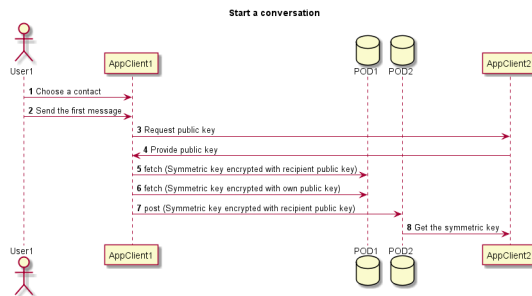 Start a conversation
User1
AppClient1
POD1
POD2
AppClient2
1 Choose a contact
2 Send the first message
3 Request public key
4 Provide public key
5 fetch (Symmetric key encrypted with recipient public key)
6 fetch (Symmetric key encrypted with own public key)
7 post (Symmetric key encrypted with recipient public key)
8 Get the symmetric key
User1
AppClient1
POD1
POD2
AppClient2